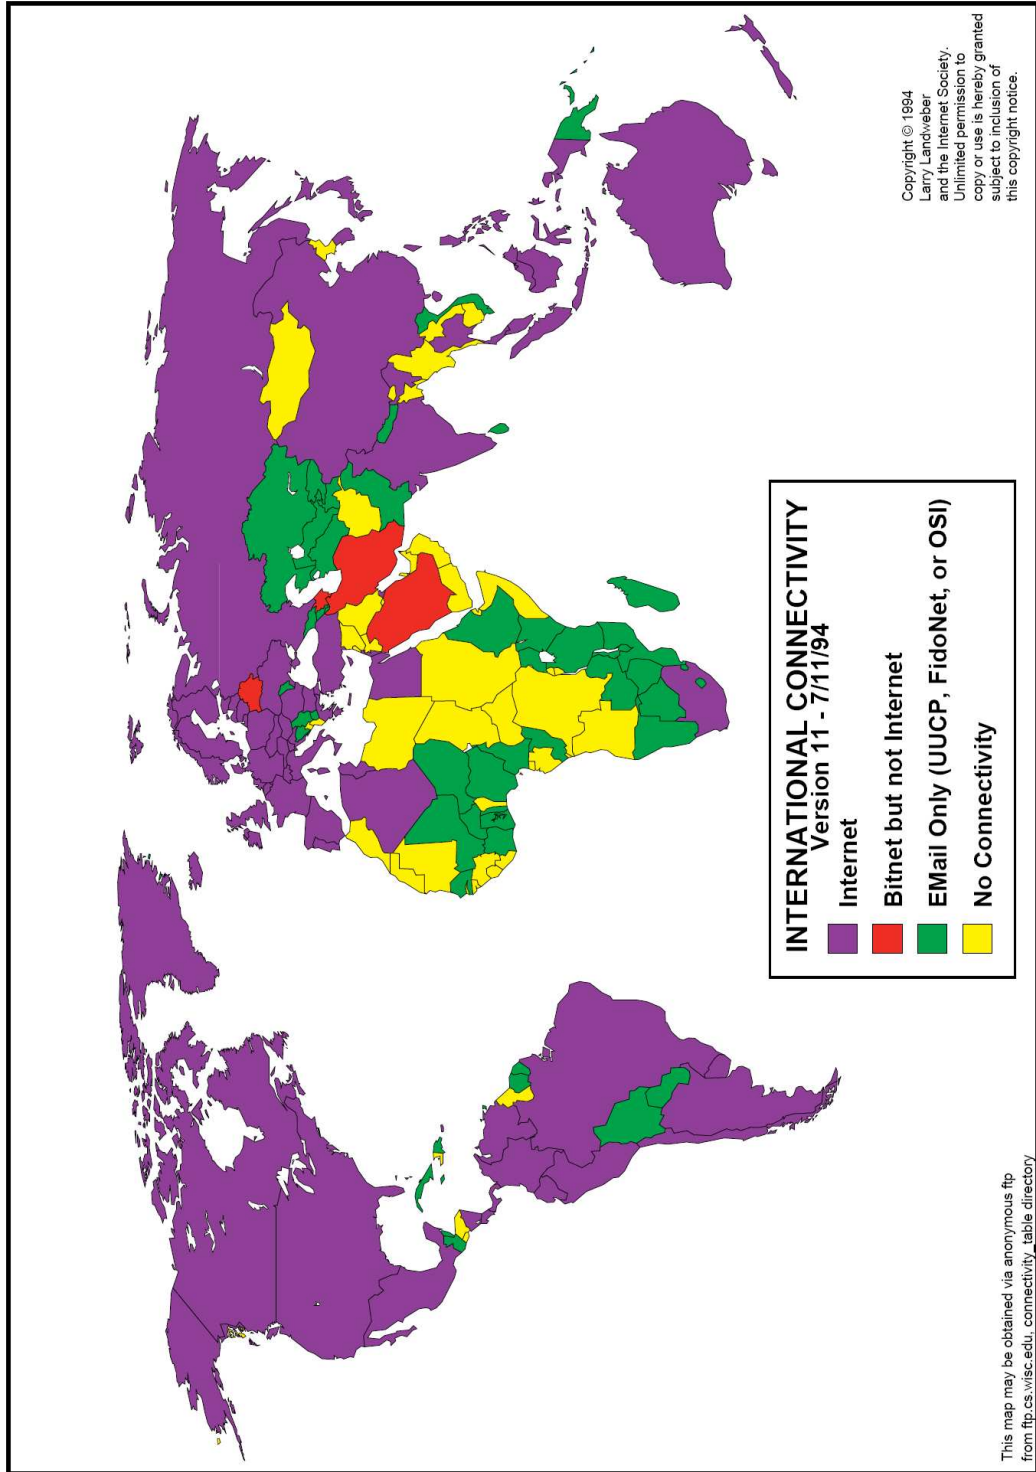 INTERNATIONAL CONNECTIVITY
Version 11 - 7/11/94
Internet
Bitnet but not Internet
EMail Only (UUCP, FidoNet, or OSI)
No Connectivity
This map may be obtained via anonymous ftp
from ftp.cs.wisc.edu, connectivity_table directory
Copyright © 1994
Larry Landweber
and the Internet Society.
Unlimited permission to
copy or use is hereby granted
subject to inclusion of
this copyright notice.